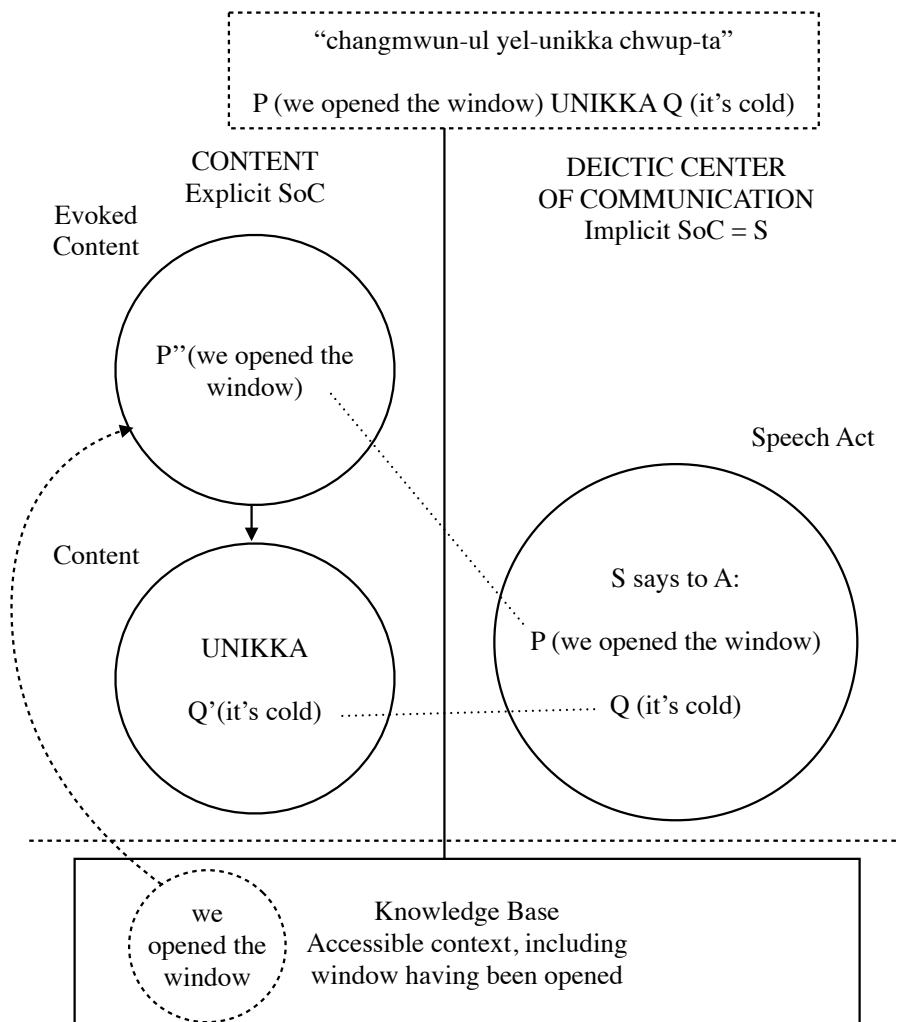 “changmwun-ul yel-unikka chwup-ta”
P (we opened the window) UNIKKA Q (it’s cold)
CONTENT
Explicit SoC
DEICTIC CENTER
OF COMMUNICATION
Implicit SoC = S
Evoked
Content
P’’(we opened the
window)
Speech Act
Content
UNIKKA
Q’(it’s cold)
S says to A:
P (we opened the window)
Q (it’s cold)
we
opened the
window
Knowledge Base
Accessible context, including
window having been opened